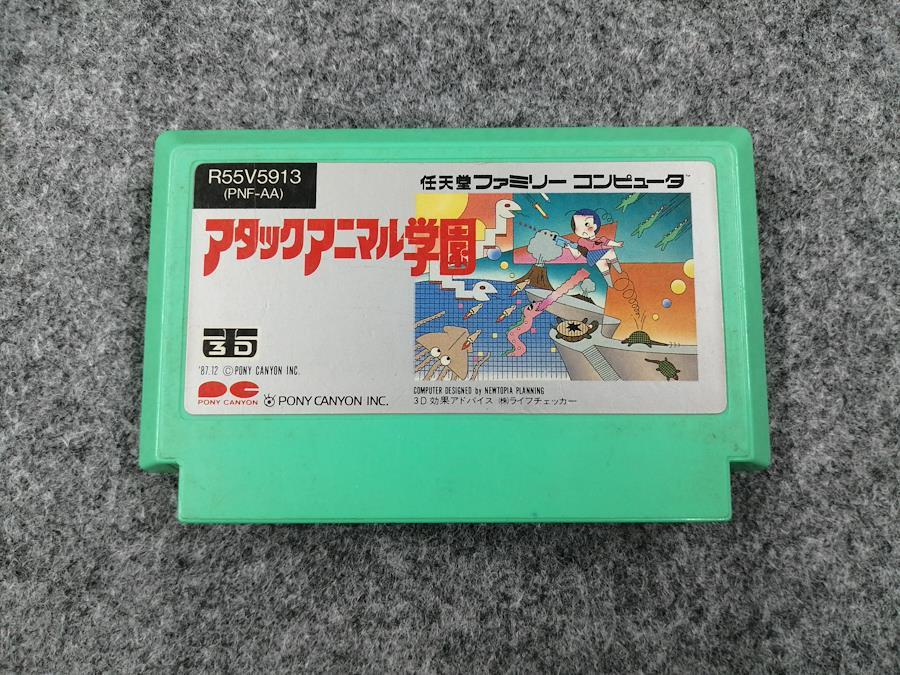 R55V5913
(PNF-AA)
任天堂ファミリーコンピュータ™
アタックアニマル学園
3D
'87.12 © PONY CANYON INC.
PONY CANYON
PONY CANYON INC.
COMPUTER DESIGNED by NEWTOPIA PLANNING
3D効果アドバイス ㈱ライフチェッカー